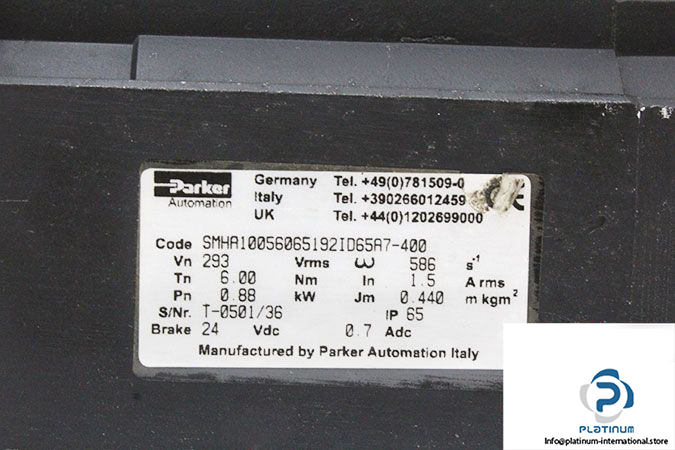 Parker
Automation
Germany Tel. +49(0)781509-0
Italy Tel. +390266012459
UK Tel. +44(0)1202699000
Code SMHA10056065192ID65A7-400
Vn 293 Vrms ω 586 s⁻¹
Tn 6.00 Nm In 1.5 A rms
Pn 0.88 kW Jm 0.440 m kgm²
S/Nr. T-0501/36 IP 65
Brake 24 Vdc 0.7 Adc
Manufactured by Parker Automation Italy
PLATINUM
Info@platinum-international.store